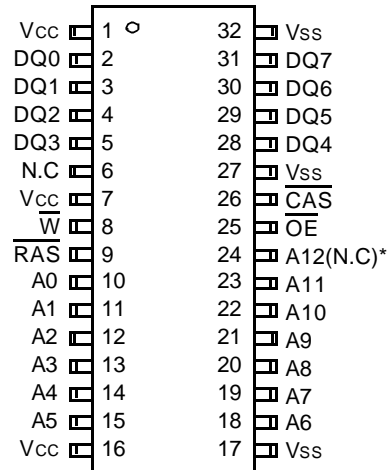 VCC 1 32 VSS
DQ0 2 31 DQ7
DQ1 3 30 DQ6
DQ2 4 29 DQ5
DQ3 5 28 DQ4
N.C 6 27 VSS
VCC 7 26 CAS
W 8 25 OE
RAS 9 24 A12(N.C)*
A0 10 23 A11
A1 11 22 A10
A2 12 21 A9
A3 13 20 A8
A4 14 19 A7
A5 15 18 A6
VCC 16 17 VSS